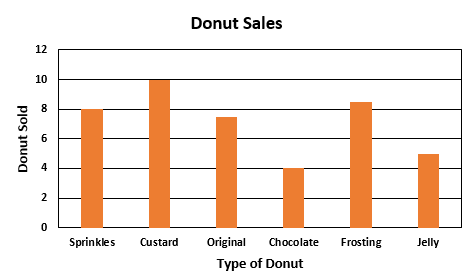 Donut Sales
12
10
8
6
4
2
0
Donut Sold
Sprinkles Custard Original Chocolate Frosting Jelly
Type of Donut